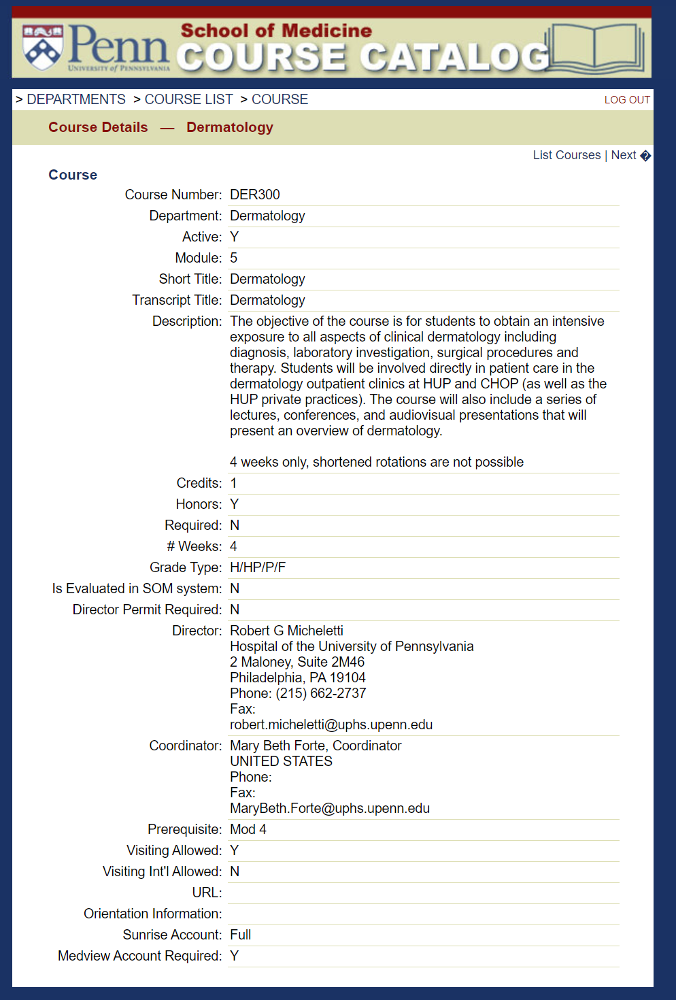 Penn
UNIVERSITY of PENNSYLVANIA
School of Medicine
COURSE CATALOG
> DEPARTMENTS > COURSE LIST > COURSE
LOG OUT
Course Details — Dermatology
List Courses | Next �
Course
Course Number: DER300
Department: Dermatology
Active: Y
Module: 5
Short Title: Dermatology
Transcript Title: Dermatology
Description: The objective of the course is for students to obtain an intensive
exposure to all aspects of clinical dermatology including
diagnosis, laboratory investigation, surgical procedures and
therapy. Students will be involved directly in patient care in the
dermatology outpatient clinics at HUP and CHOP (as well as the
HUP private practices). The course will also include a series of
lectures, conferences, and audiovisual presentations that will
present an overview of dermatology.
4 weeks only, shortened rotations are not possible
Credits: 1
Honors: Y
Required: N
# Weeks: 4
Grade Type: H/HP/P/F
Is Evaluated in SOM system: N
Director Permit Required: N
Director: Robert G Micheletti
Hospital of the University of Pennsylvania
2 Maloney, Suite 2M46
Philadelphia, PA 19104
Phone: (215) 662-2737
Fax:
robert.micheletti@uphs.upenn.edu
Coordinator: Mary Beth Forte, Coordinator
UNITED STATES
Phone:
Fax:
MaryBeth.Forte@uphs.upenn.edu
Prerequisite: Mod 4
Visiting Allowed: Y
Visiting Int'l Allowed: N
URL:
Orientation Information:
Sunrise Account: Full
Medview Account Required: Y